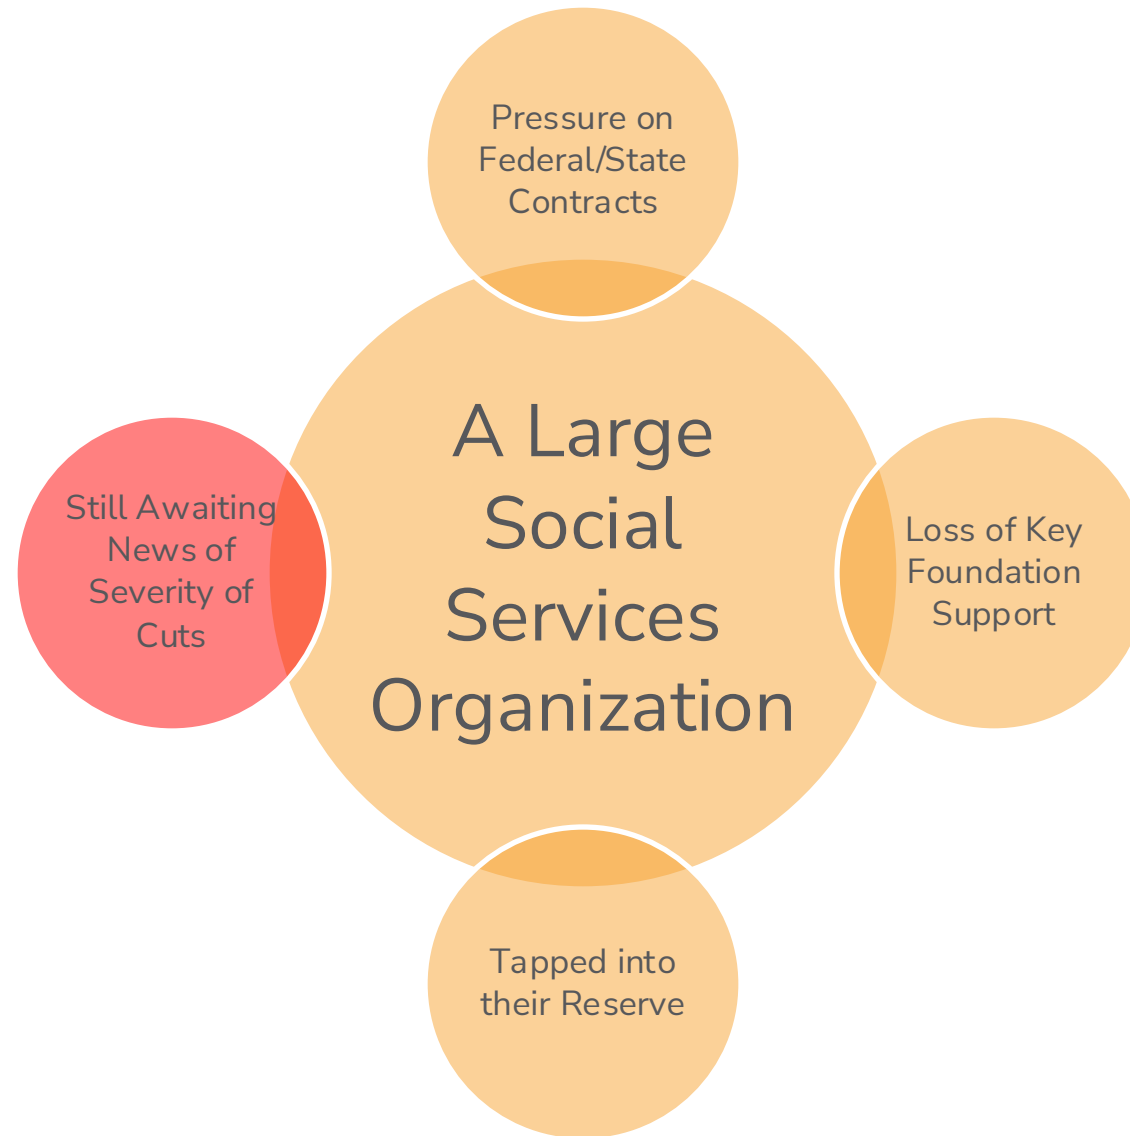 Pressure on
Federal/State
Contracts
A Large
Social
Services
Organization
Still Awaiting
News of
Severity of
Cuts
Loss of Key
Foundation
Support
Tapped into
their Reserve